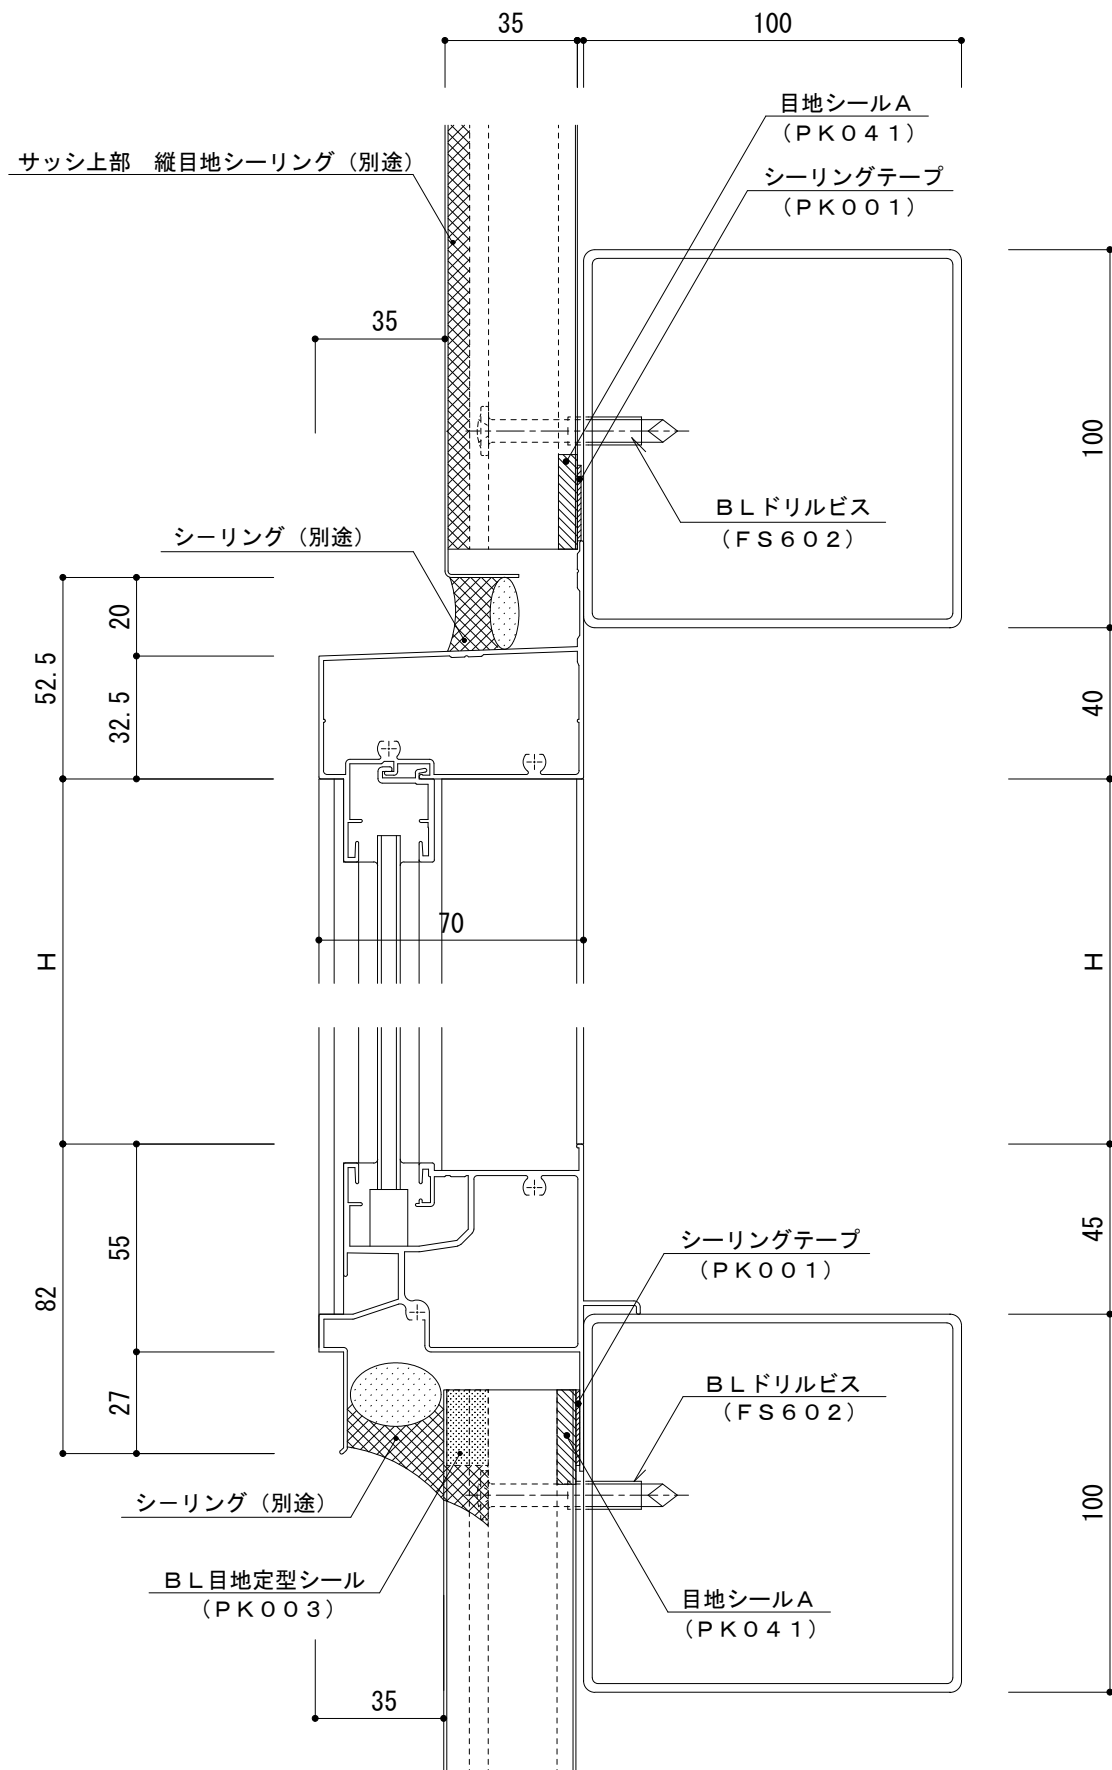 35
100
目地シールA
(PK041)
サッシ上部 縦目地シーリング(別途)
シーリングテープ
(PK001)
35
100
BLドリルビス
(FS602)
シーリング(別途)
20
52.5
32.5
40
70
H
H
55
45
82
シーリングテープ
(PK001)
27
BLドリルビス
(FS602)
シーリング(別途)
100
BL目地定型シール
(PK003)
目地シールA
(PK041)
35